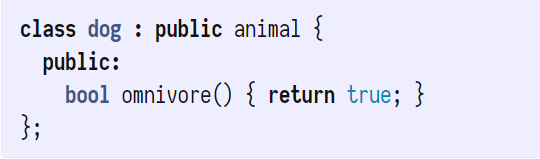 class dog : public animal {
  public:
    bool omnivore() { return true; }
};